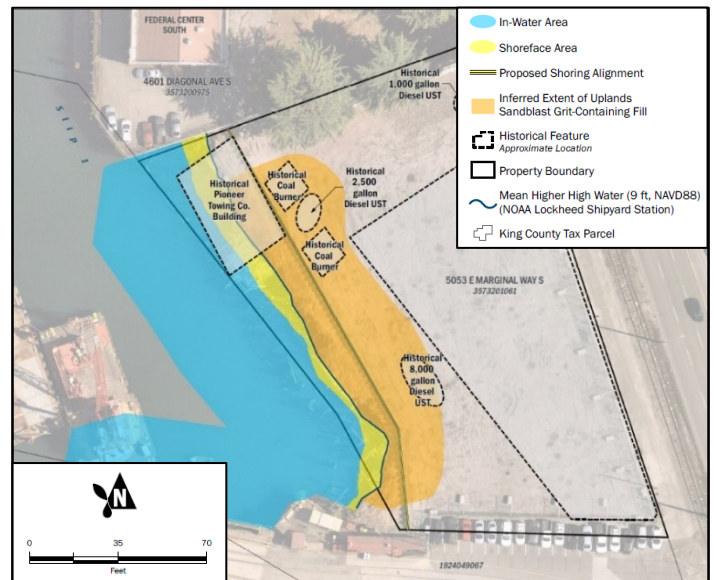 FEDERAL CENTER
SOUTH
4601 DIAGONAL AVE S
3573200975
Slip 1
Historical
1,000 gallon
Diesel UST
Historical
Pioneer
Towing Co.
Building
Historical
Coal
Burner
Historical
2,500
gallon
Diesel UST
Historical
Coal
Burner
5053 E MARGINAL WAY S
3573201061
Historical
8,000
gallon
Diesel
UST
1924049067
In-Water Area
Shoreface Area
Proposed Shoring Alignment
Inferred Extent of Uplands
Sandblast Grit-Containing Fill
Historical Feature
Approximate Location
Property Boundary
Mean Higher High Water (9 ft, NAVD88)
(NOAA Lockheed Shipyard Station)
King County Tax Parcel
N
0 35 70
Feet